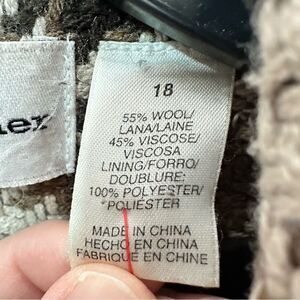 18
55% WOOL/
LANA/LAINE
45% VISCOSE/
VISCOSA
LINING/FORRO/
DOUBLURE:
100% POLYESTER/
POLIESTER
MADE IN CHINA
HECHO EN CHINA
FABRIQUÉ EN CHINE